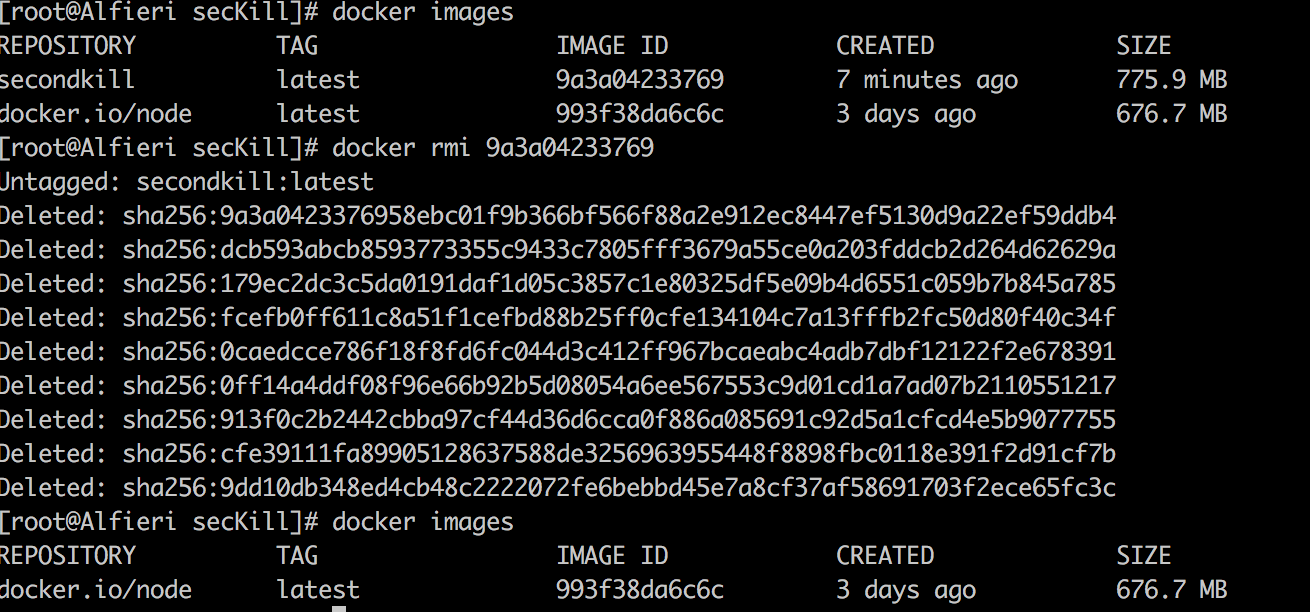 [root@Alfieri secKill]# docker images
REPOSITORY TAG IMAGE ID CREATED SIZE
secondkill latest 9a3a04233769 7 minutes ago 775.9 MB
docker.io/node latest 993f38da6c6c 3 days ago 676.7 MB
[root@Alfieri secKill]# docker rmi 9a3a04233769
Untagged: secondkill:latest
Deleted: sha256:9a3a0423376958ebc01f9b366bf566f88a2e912ec8447ef5130d9a22ef59ddb4
Deleted: sha256:dcb593abcb8593773355c9433c7805fff3679a55ce0a203fddcb2d264d62629a
Deleted: sha256:179ec2dc3c5da0191daf1d05c3857c1e80325df5e09b4d6551c059b7b845a785
Deleted: sha256:fcefb0ff611c8a51f1cefbd88b25ff0cfe134104c7a13fffb2fc50d80f40c34f
Deleted: sha256:0caedcce786f18f8fd6fc044d3c412ff967bcaeabc4adb7dbf12122f2e678391
Deleted: sha256:0ff14a4ddf08f96e66b92b5d08054a6ee567553c9d01cd1a7ad07b2110551217
Deleted: sha256:913f0c2b2442cbba97cf44d36d6cca0f886a085691c92d5a1cfcd4e5b9077755
Deleted: sha256:cfe39111fa89905128637588de3256963955448f8898fbc0118e391f2d91cf7b
Deleted: sha256:9dd10db348ed4cb48c2222072fe6bebbd45e7a8cf37af58691703f2ece65fc3c
[root@Alfieri secKill]# docker images
REPOSITORY TAG IMAGE ID CREATED SIZE
docker.io/node latest 993f38da6c6c 3 days ago 676.7 MB